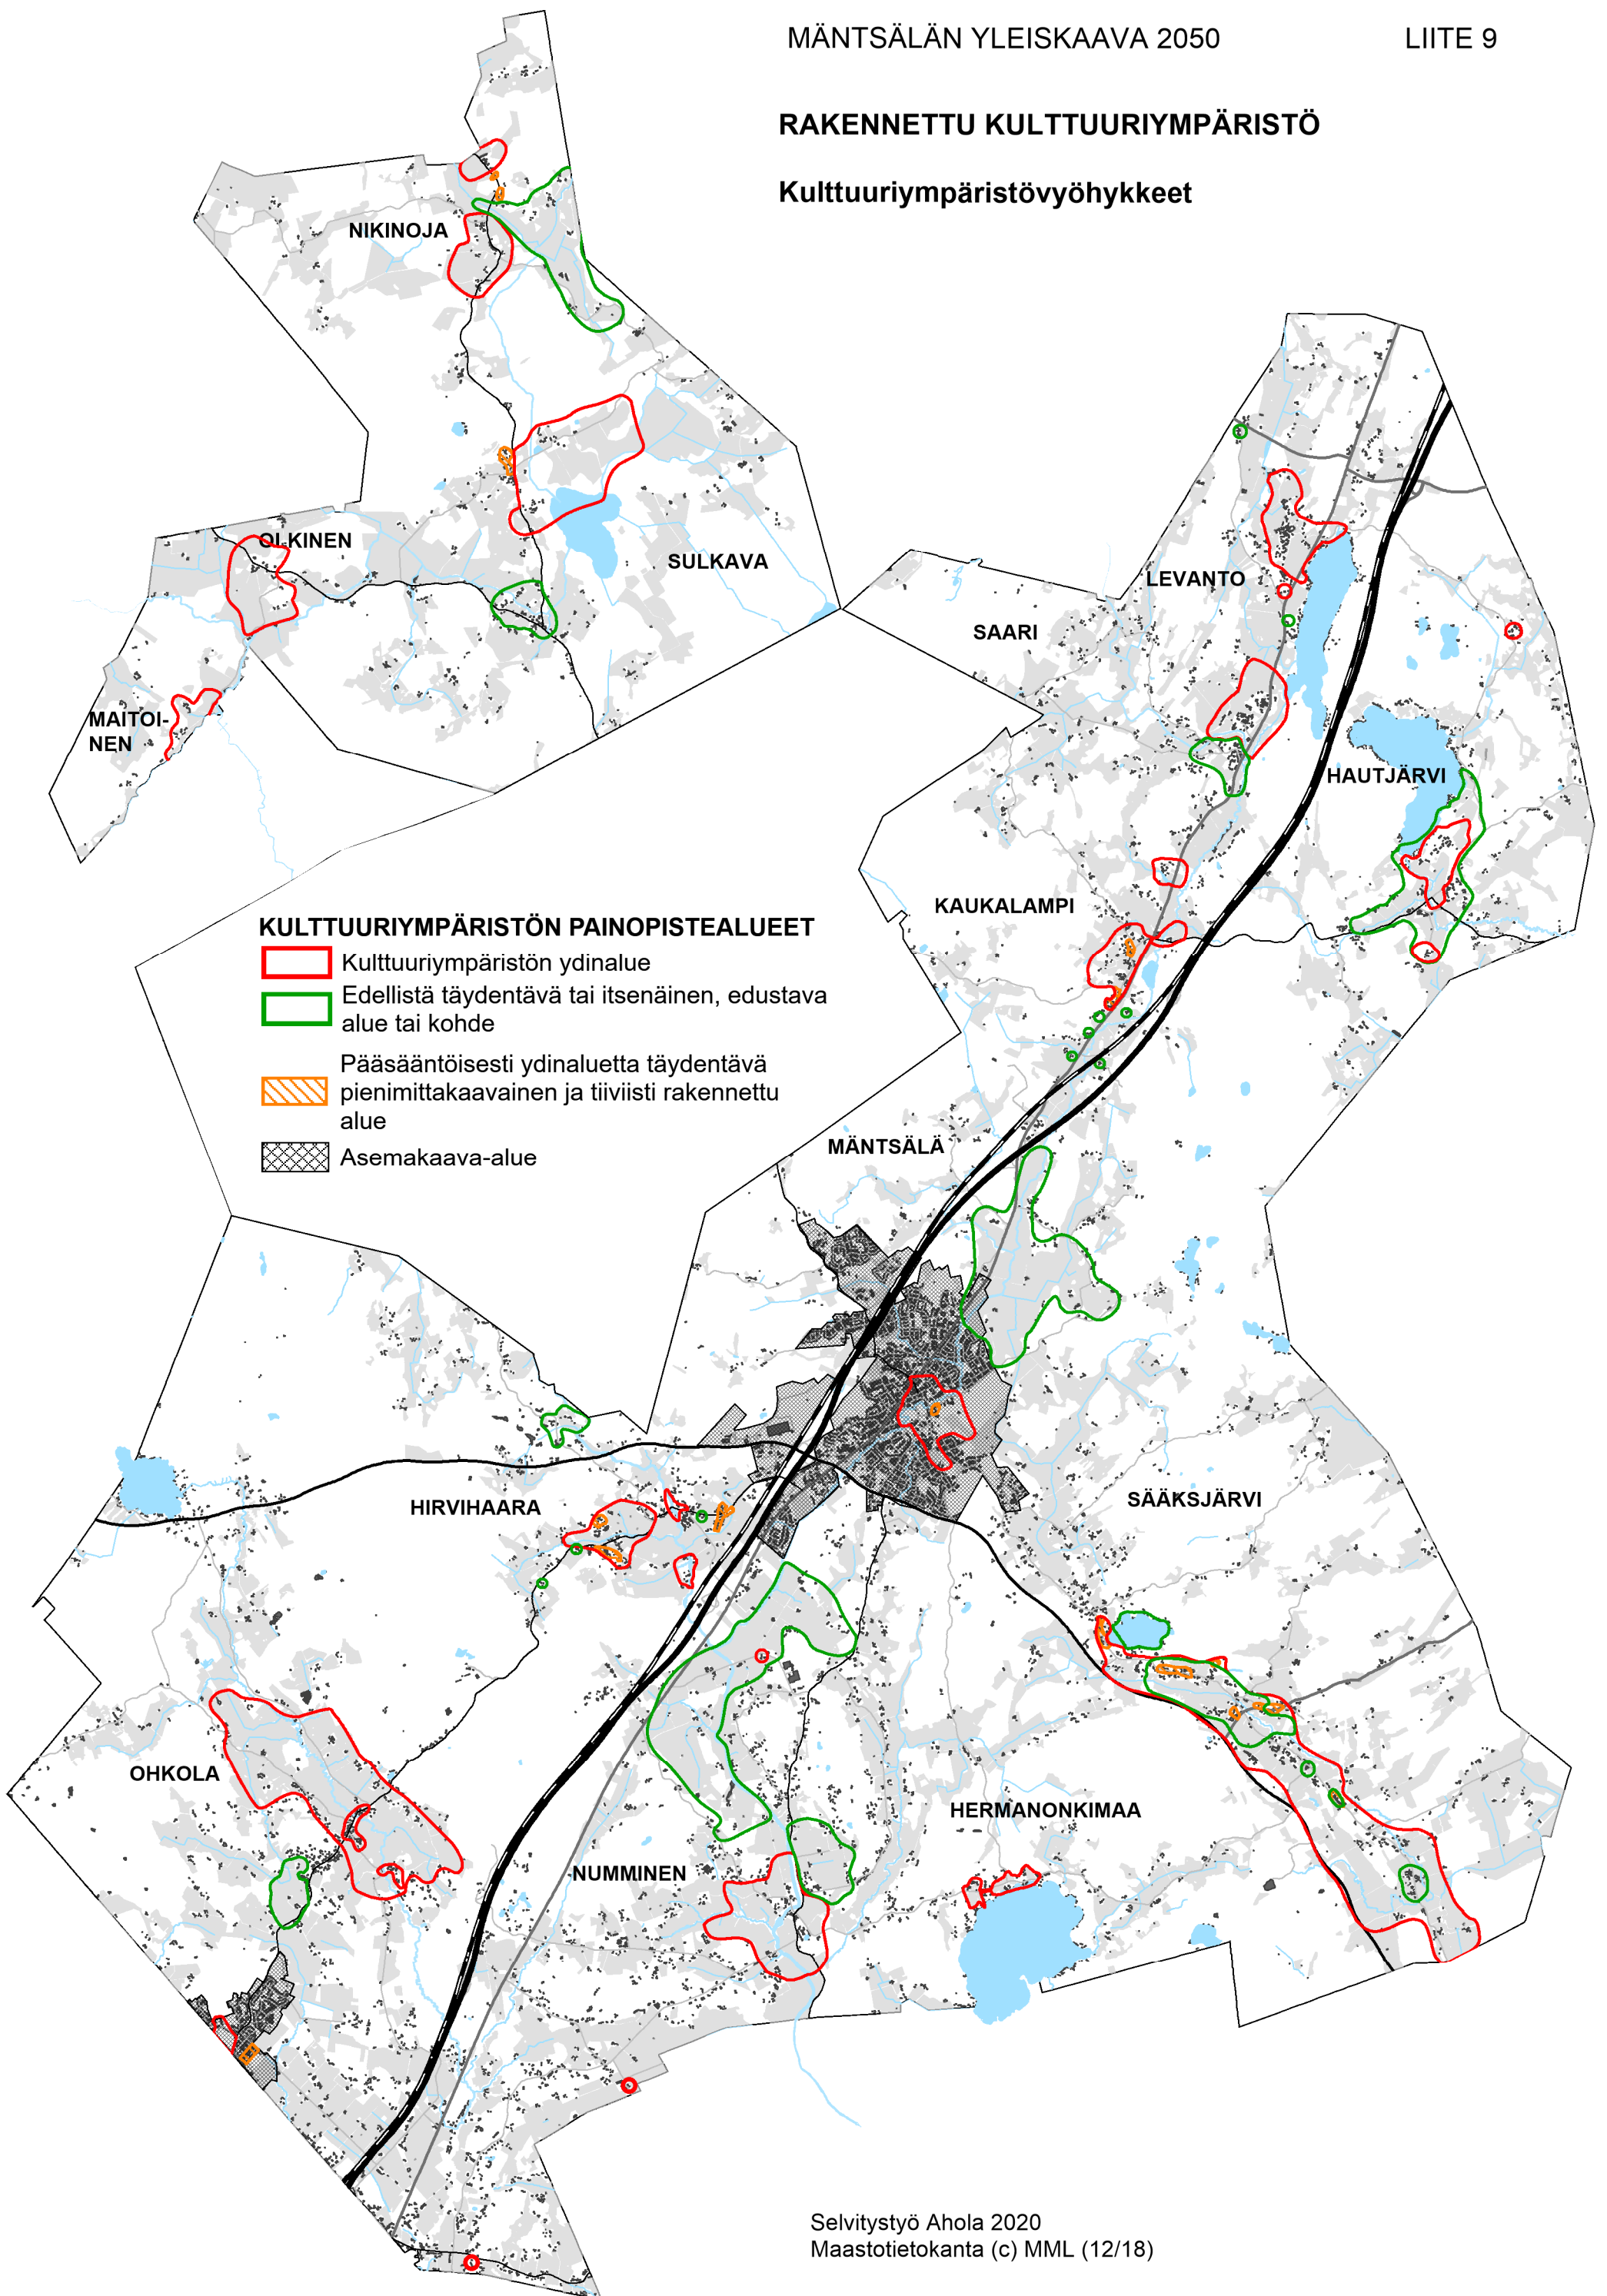 MÄNTSÄLÄN YLEISKAAVA 2050
LIITE 9
RAKENNETTU KULTTUURIYMPÄRISTÖ
Kulttuuriympäristövyöhykkeet
NIKINOJA
OLKINEN
SULKAVA
LEVANTO
SAARI
MAITOI-
NEN
HAUTJÄRVI
KAUKALAMPI
KULTTUURIYMPÄRISTÖN PAINOPISTEALUEET
Kulttuuriympäristön ydinalue
Edellistä täydentävä tai itsenäinen, edustava
alue tai kohde
Pääsääntöisesti ydinaluetta täydentävä
pienimittakaavainen ja tiiviisti rakennettu
alue
Asemakaava-alue
MÄNTSÄLÄ
HIRVIHAARA
SÄÄKSJÄRVI
OHKOLA
HERMANONKIMAA
NUMMINEN
Selvitystyö Ahola 2020
Maastotietokanta (c) MML (12/18)